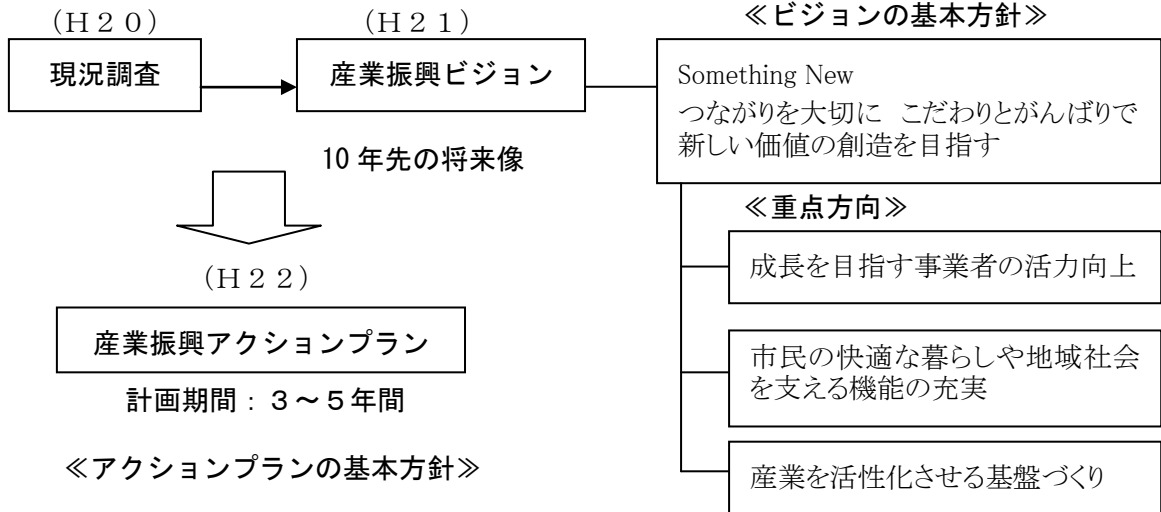 (H20)
現況調査
(H21)
産業振興ビジョン
10年先の将来像
≪ビジョンの基本方針≫
Something New
つながりを大切に こだわりとがんばりで
新しい価値の創造を目指す
≪重点方向≫
成長を目指す事業者の活力向上
市民の快適な暮らしや地域社会
を支える機能の充実
産業を活性化させる基盤づくり
(H22)
産業振興アクションプラン
計画期間：3～5年間
≪アクションプランの基本方針≫